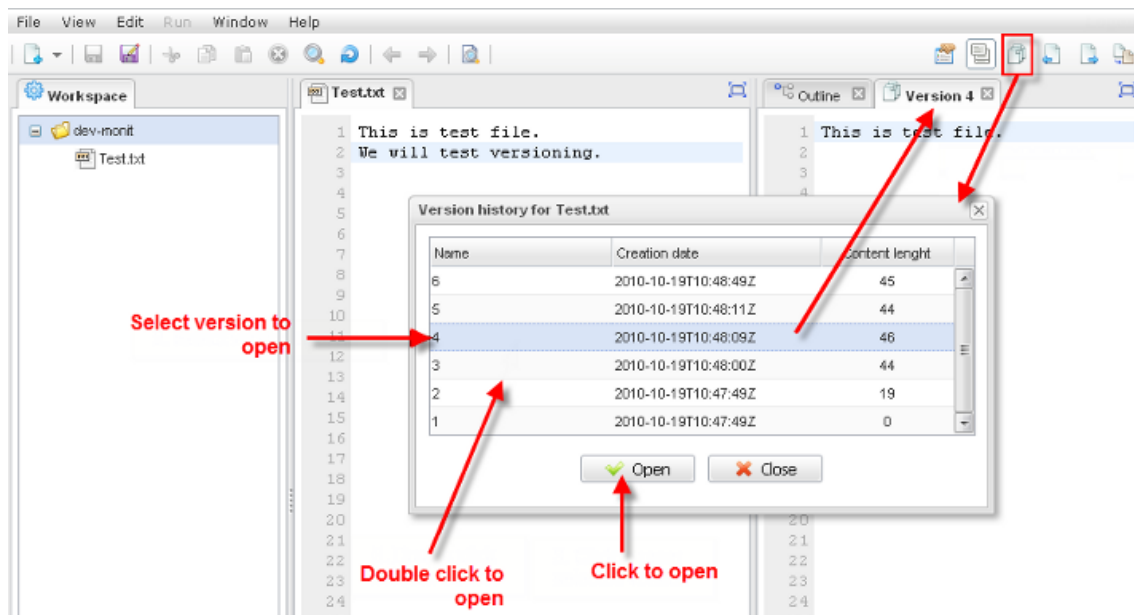 File View Edit Run Window Help
Workspace
dev-monit
Test.txt
Test.txt
1 This is test file.
2 We will test versioning.
3
4
5
6
7
8
9
10
11
12
13
14
15
16
17
18
19
20
21
22
23
24
Outline
Version 4
1 This is test file.
2
3
4
20
21
22
23
24
Version history for Test.txt
Name Creation date Content lenght
6 2010-10-19T10:48:49Z 45
5 2010-10-19T10:48:11Z 44
4 2010-10-19T10:48:09Z 46
3 2010-10-19T10:48:00Z 44
2 2010-10-19T10:47:49Z 19
1 2010-10-19T10:47:49Z 0
Open Close
Select version to
open
Double click to
open
Click to open